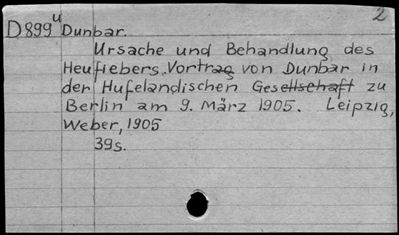 2
D899u Dunbar.
Ursache und Behandlung des
Heufiebers. Vortrag von Dunbar in
der Hufelandischen Gesellschaft zu
Berlin am 9. März 1905. Leipzig,
Weber, 1905
39s.